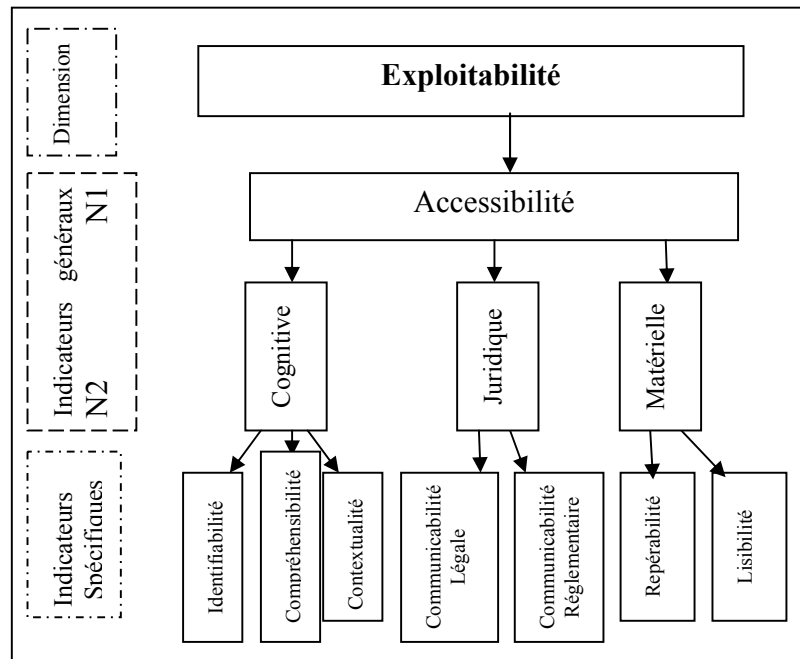 Dimension
Exploitabilité
Indicateurs généraux
N2 N1
Accessibilité
Cognitive
Juridique
Matérielle
Indicateurs
Spécifiques
Identifiabilité
Compréhensibilité
Contextualité
Communicabilité
Légale
Communicabilité
Réglementaire
Repérabilité
Lisibilité